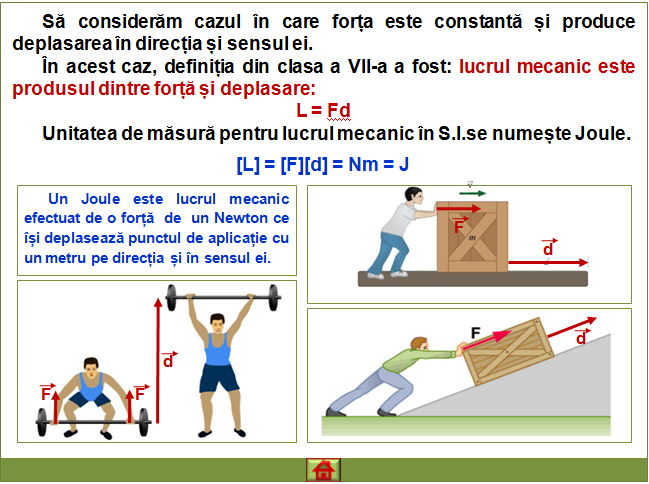 Să considerăm cazul în care forța este constantă și produce
deplasarea în direcția și sensul ei.
În acest caz, definiția din clasa a VII-a a fost: lucrul mecanic este
produsul dintre forță și deplasare:
L = Fd
Unitatea de măsură pentru lucrul mecanic în S.I.se numește Joule.
[L] = [F][d] = Nm = J
Un Joule este lucrul mecanic
efectuat de o forță de un Newton ce
își deplasează punctul de aplicație cu
un metru pe direcția și în sensul ei.
v
F
m
d
d
F
F
F
d